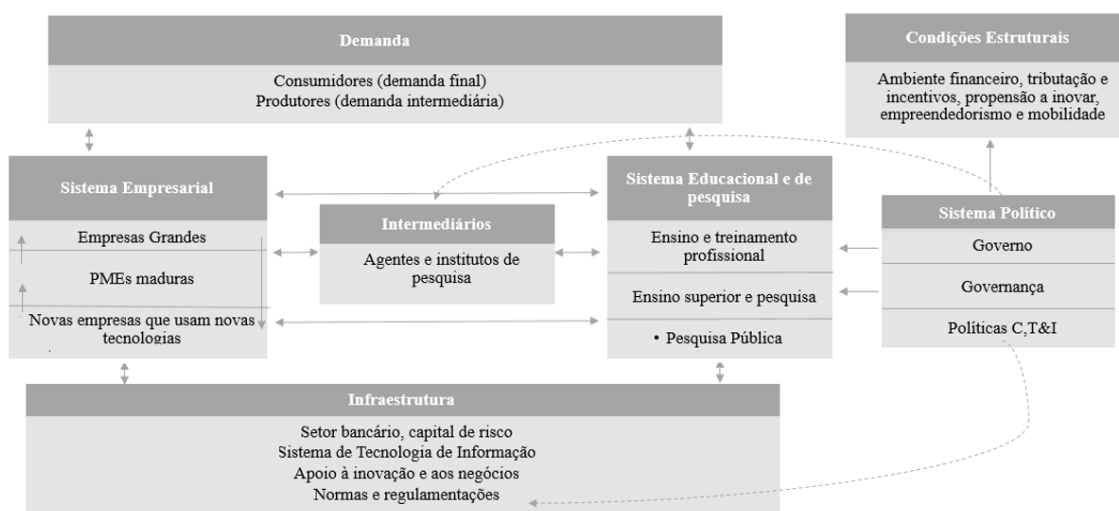 Demanda
Consumidores (demanda final)
Produtores (demanda intermediária)
Condições Estruturais
Ambiente financeiro, tributação e
incentivos, propensão a inovar,
empreendedorismo e mobilidade
Sistema Empresarial
Empresas Grandes
PMEs maduras
Novas empresas que usam novas
tecnologias
Intermediários
Agentes e institutos de
pesquisa
Sistema Educacional e de
pesquisa
Ensino e treinamento
profissional
Ensino superior e pesquisa
• Pesquisa Pública
Sistema Político
Governo
Governança
Políticas C,T&I
Infraestrutura
Setor bancário, capital de risco
Sistema de Tecnologia de Informação
Apoio à inovação e aos negócios
Normas e regulamentações